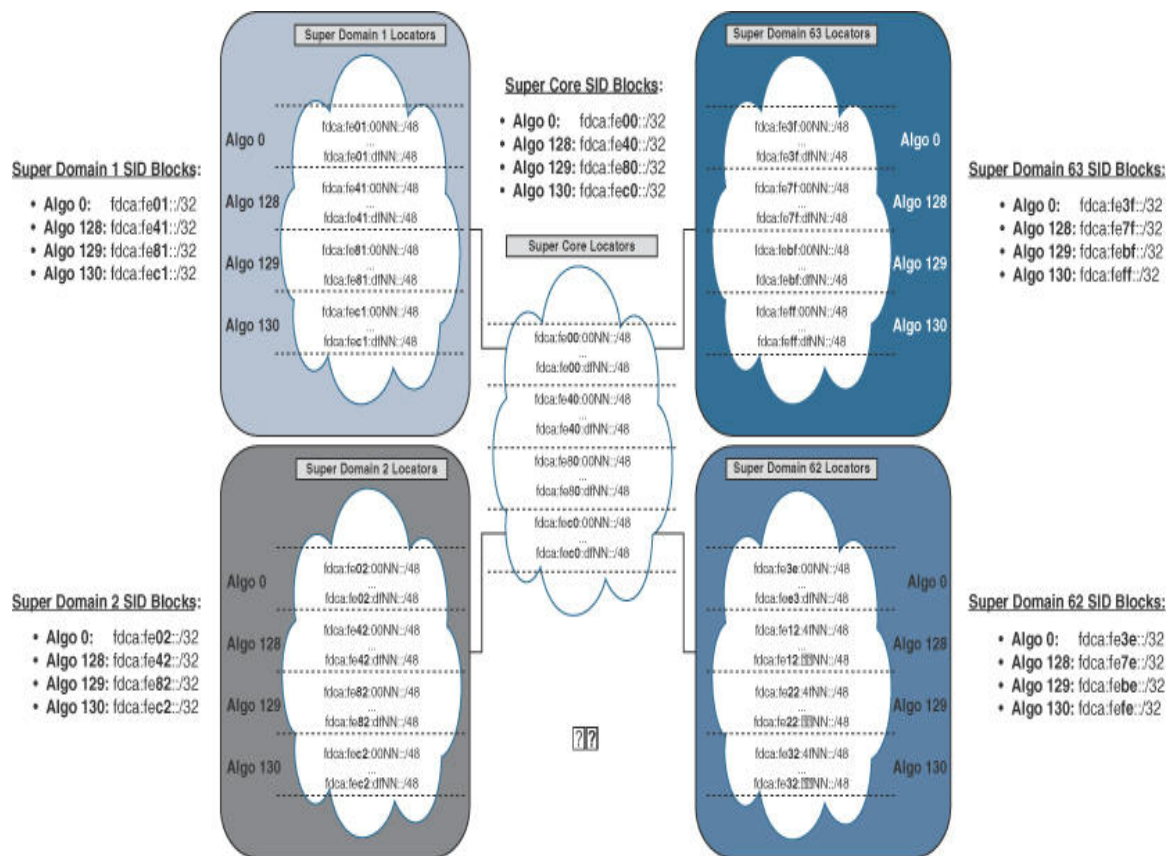 Super Domain 1 Locators
Algo 0
fdca:fe01:00NN::/48
...
fdca:fe01:dfNN::/48
Algo 128
fdca:fe41:00NN::/48
...
fdca:fe41:dfNN::/48
Algo 129
fdca:fe81:00NN::/48
...
fdca:fe81:dfNN::/48
Algo 130
fdca:fec1:00NN::/48
...
fdca:fec1:dfNN::/48
Super Domain 1 SID Blocks:
• Algo 0: fdca:fe01::/32
• Algo 128: fdca:fe41::/32
• Algo 129: fdca:fe81::/32
• Algo 130: fdca:fec1::/32
Super Core SID Blocks:
• Algo 0: fdca:fe00::/32
• Algo 128: fdca:fe40::/32
• Algo 129: fdca:fe80::/32
• Algo 130: fdca:fec0::/32
Super Core Locators
fdca:fe00:00NN::/48
...
fdca:fe00:dfNN::/48
fdca:fe40:00NN::/48
...
fdca:fe40:dfNN::/48
fdca:fe80:00NN::/48
...
fdca:fe80:dfNN::/48
fdca:fec0:00NN::/48
...
fdca:fec0:dfNN::/48
Super Domain 63 Locators
fdca:fe3f:00NN::/48
...
fdca:fe3f:dfNN::/48
Algo 0
fdca:fe7f:00NN::/48
...
fdca:fe7f:dfNN::/48
Algo 128
fdca:febf:00NN::/48
...
fdca:febf:dfNN::/48
Algo 129
fdca:feff:00NN::/48
...
fdca:feff:dfNN::/48
Algo 130
Super Domain 63 SID Blocks:
• Algo 0: fdca:fe3f::/32
• Algo 128: fdca:fe7f::/32
• Algo 129: fdca:febf::/32
• Algo 130: fdca:feff::/32
Super Domain 2 Locators
Algo 0
fdca:fe02:00NN::/48
...
fdca:fe02:dfNN::/48
Algo 128
fdca:fe42:00NN::/48
...
fdca:fe42:dfNN::/48
Algo 129
fdca:fe82:00NN::/48
...
fdca:fe82:dfNN::/48
Algo 130
fdca:fec2:00NN::/48
...
fdca:fec2:dfNN::/48
Super Domain 2 SID Blocks:
• Algo 0: fdca:fe02::/32
• Algo 128: fdca:fe42::/32
• Algo 129: fdca:fe82::/32
• Algo 130: fdca:fec2::/32
Super Domain 62 Locators
fdca:fe3e:00NN::/48
...
fdca:fee3:dfNN::/48
Algo 0
fdca:fe12:4fNN::/48
...
Algo 128
fdca:fe22:4fNN::/48
...
Algo 129
fdca:fe32:4fNN::/48
...
Algo 130
Super Domain 62 SID Blocks:
• Algo 0: fdca:fe3e::/32
• Algo 128: fdca:fe7e::/32
• Algo 129: fdca:febe::/32
• Algo 130: fdca:fefe::/32